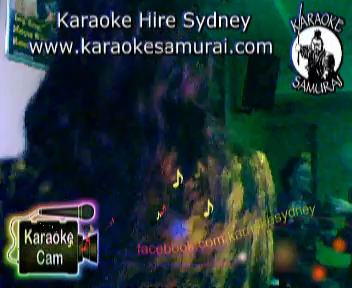 Karaoke Hire Sydney
www.karaokesamurai.com
KARAOKE
SAMURAI
facebook.com/karaokesydney
Karaoke
Cam